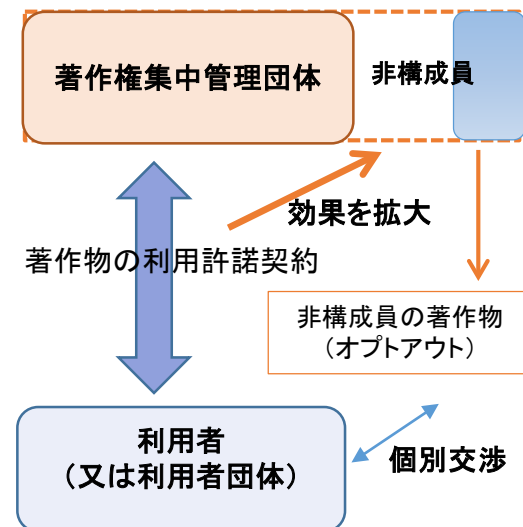 著作権集中管理団体
非構成員
効果を拡大
著作物の利用許諾契約
非構成員の著作物
（オプトアウト）
利用者
（又は利用者団体）
個別交渉